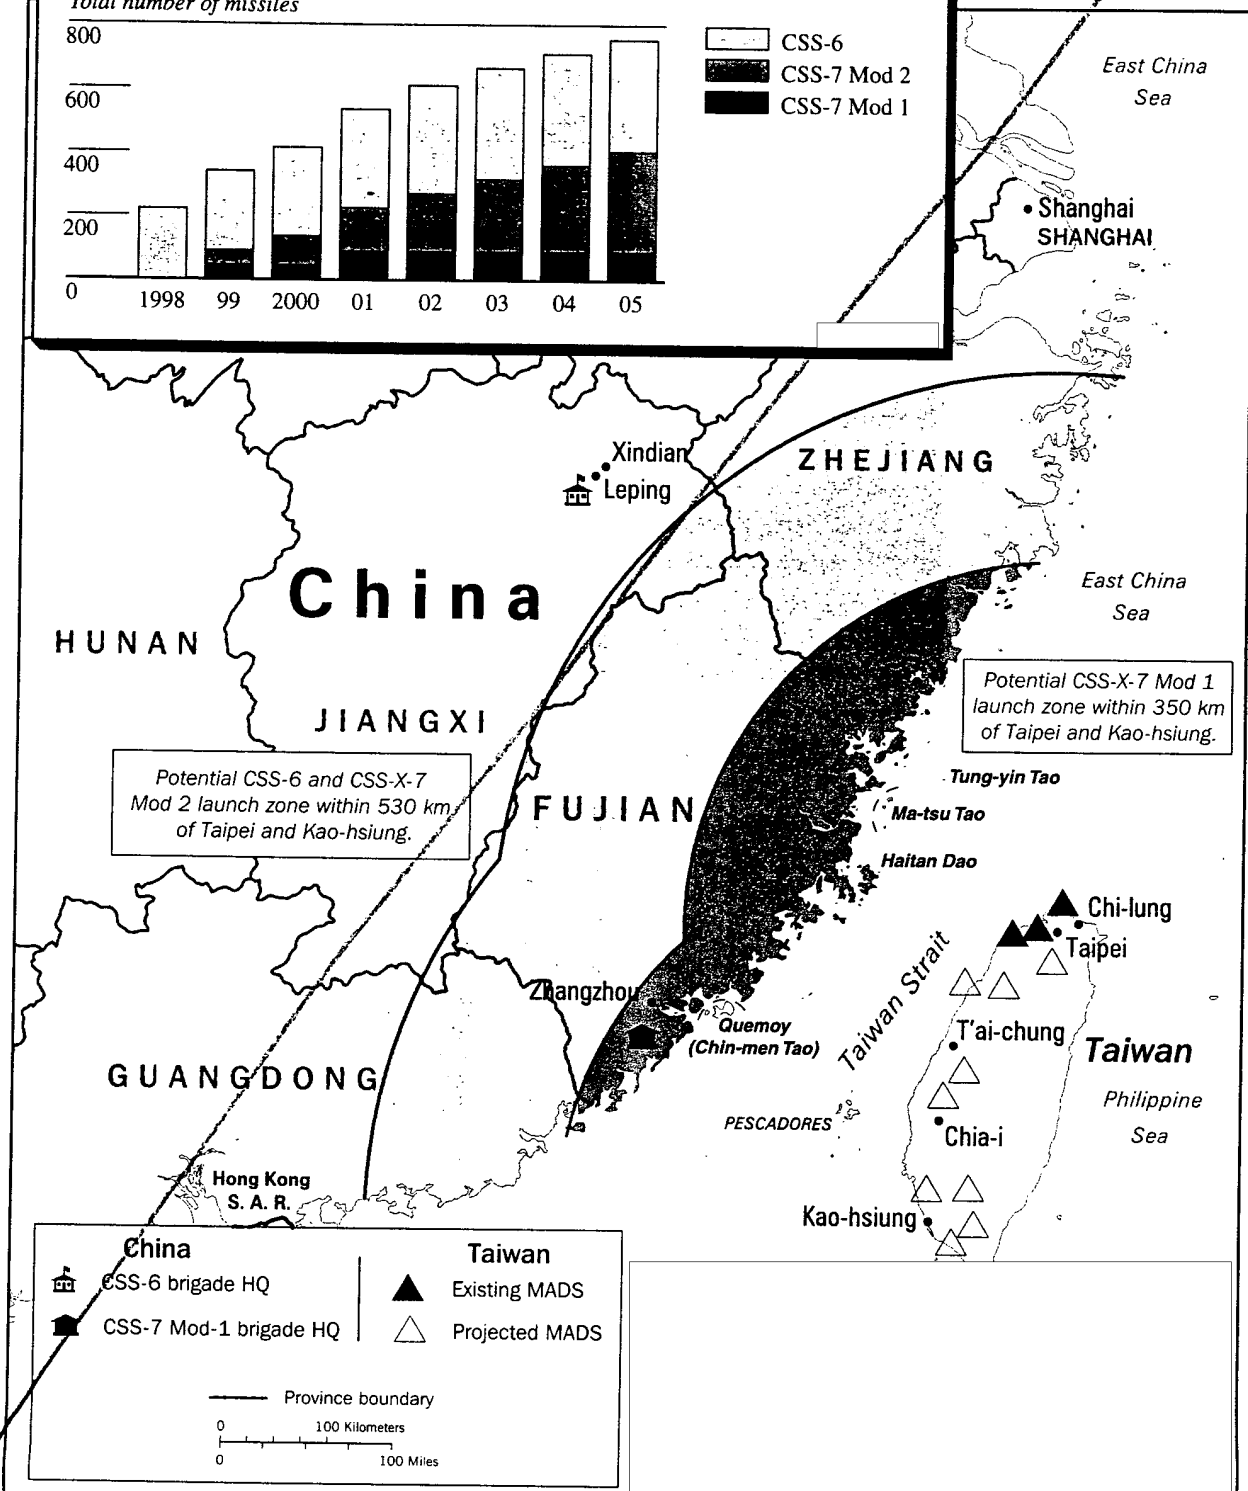 Total number of missiles
800
600
400
200
0
1998 99 2000 01 02 03 04 05
CSS-6
CSS-7 Mod 2
CSS-7 Mod 1
East China
Sea
Shanghai
SHANGHAI
Xindian
Leping
ZHEJIANG
China
HUNAN
East China
Sea
JIANGXI
Potential CSS-X-7 Mod 1
launch zone within 350 km
of Taipei and Kao-hsiung.
Potential CSS-6 and CSS-X-7
Mod 2 launch zone within 530 km
of Taipei and Kao-hsiung.
FUJIAN
Tung-yin Tao
Ma-tsu Tao
Haitan Dao
Chi-lung
Taipei
Taiwan Strait
Zhangzhou
Quemoy
(Chin-men Tao)
T'ai-chung
Taiwan
GUANGDONG
Philippine
Sea
PESCADORES
Chia-i
Hong Kong
S. A. R.
Kao-hsiung
China
CSS-6 brigade HQ
CSS-7 Mod-1 brigade HQ
Taiwan
Existing MADS
Projected MADS
Province boundary
0 100 Kilometers
0 100 Miles